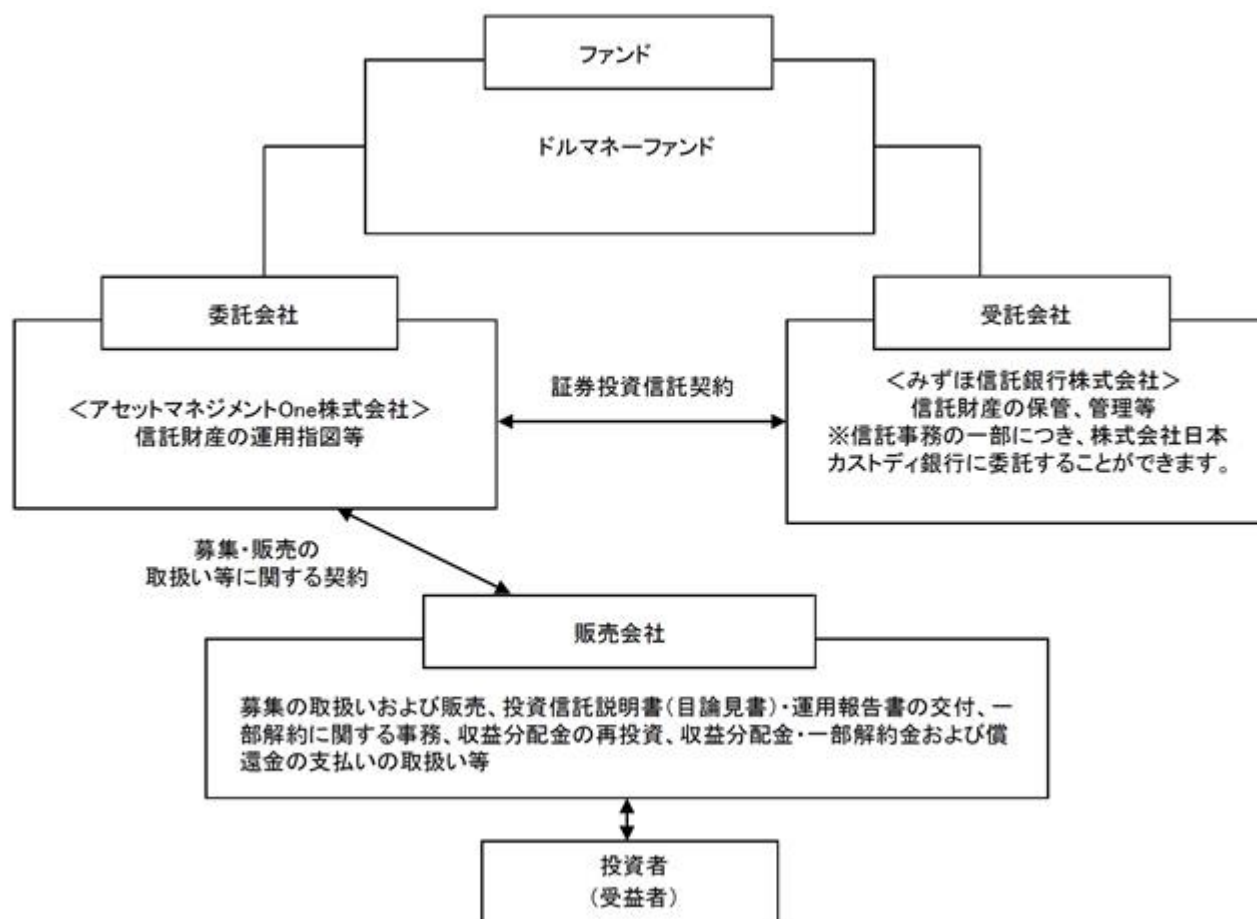 ファンド
ドルマネーファンド
委託会社
<アセットマネジメントOne株式会社>
信託財産の運用指図等
証券投資信託契約
受託会社
<みずほ信託銀行株式会社>
信託財産の保管、管理等
※信託事務の一部につき、株式会社日本
カストディ銀行に委託することができます。
募集・販売の
取扱い等に関する契約
販売会社
募集の取扱いおよび販売、投資信託説明書(目論見書)・運用報告書の交付、一
部解約に関する事務、収益分配金の再投資、収益分配金・一部解約金および償
還金の支払いの取扱い等
投資者
(受益者)